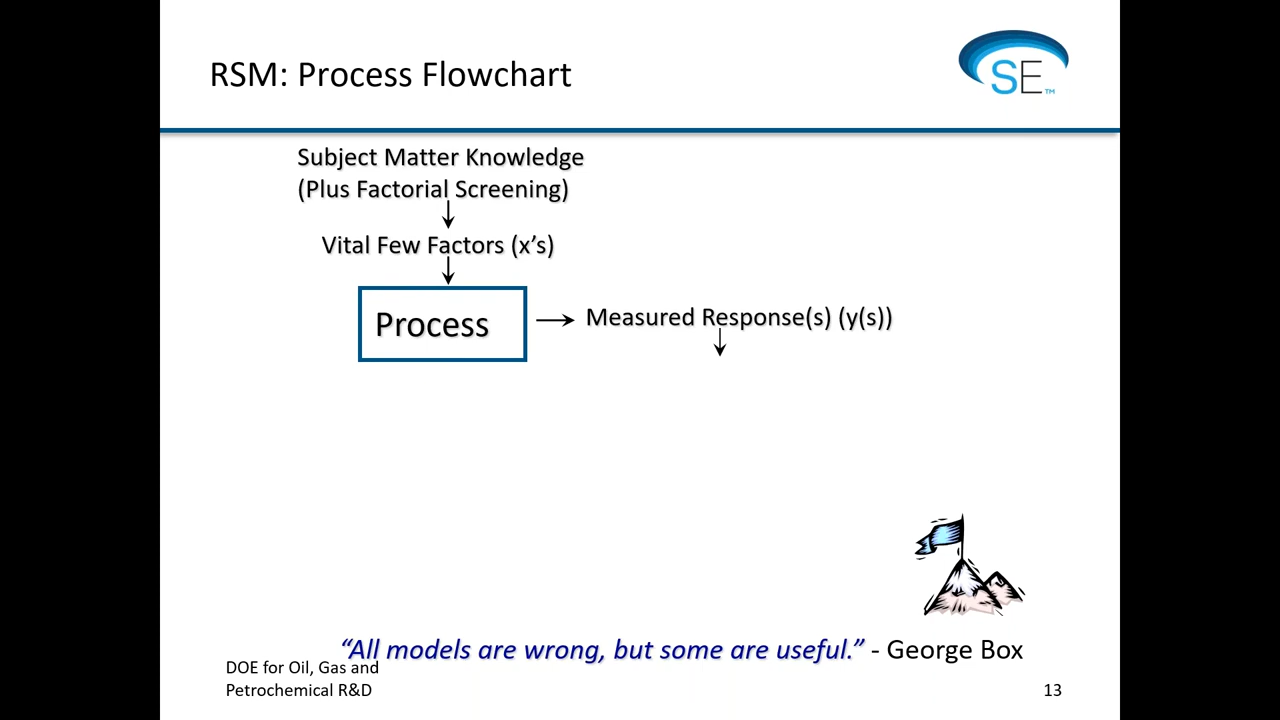 RSM: Process Flowchart
SE™
Subject Matter Knowledge
(Plus Factorial Screening)
Vital Few Factors (x’s)
Process
Measured Response(s) (y(s))
“All models are wrong, but some are useful.” - George Box
DOE for Oil, Gas and
Petrochemical R&D
13